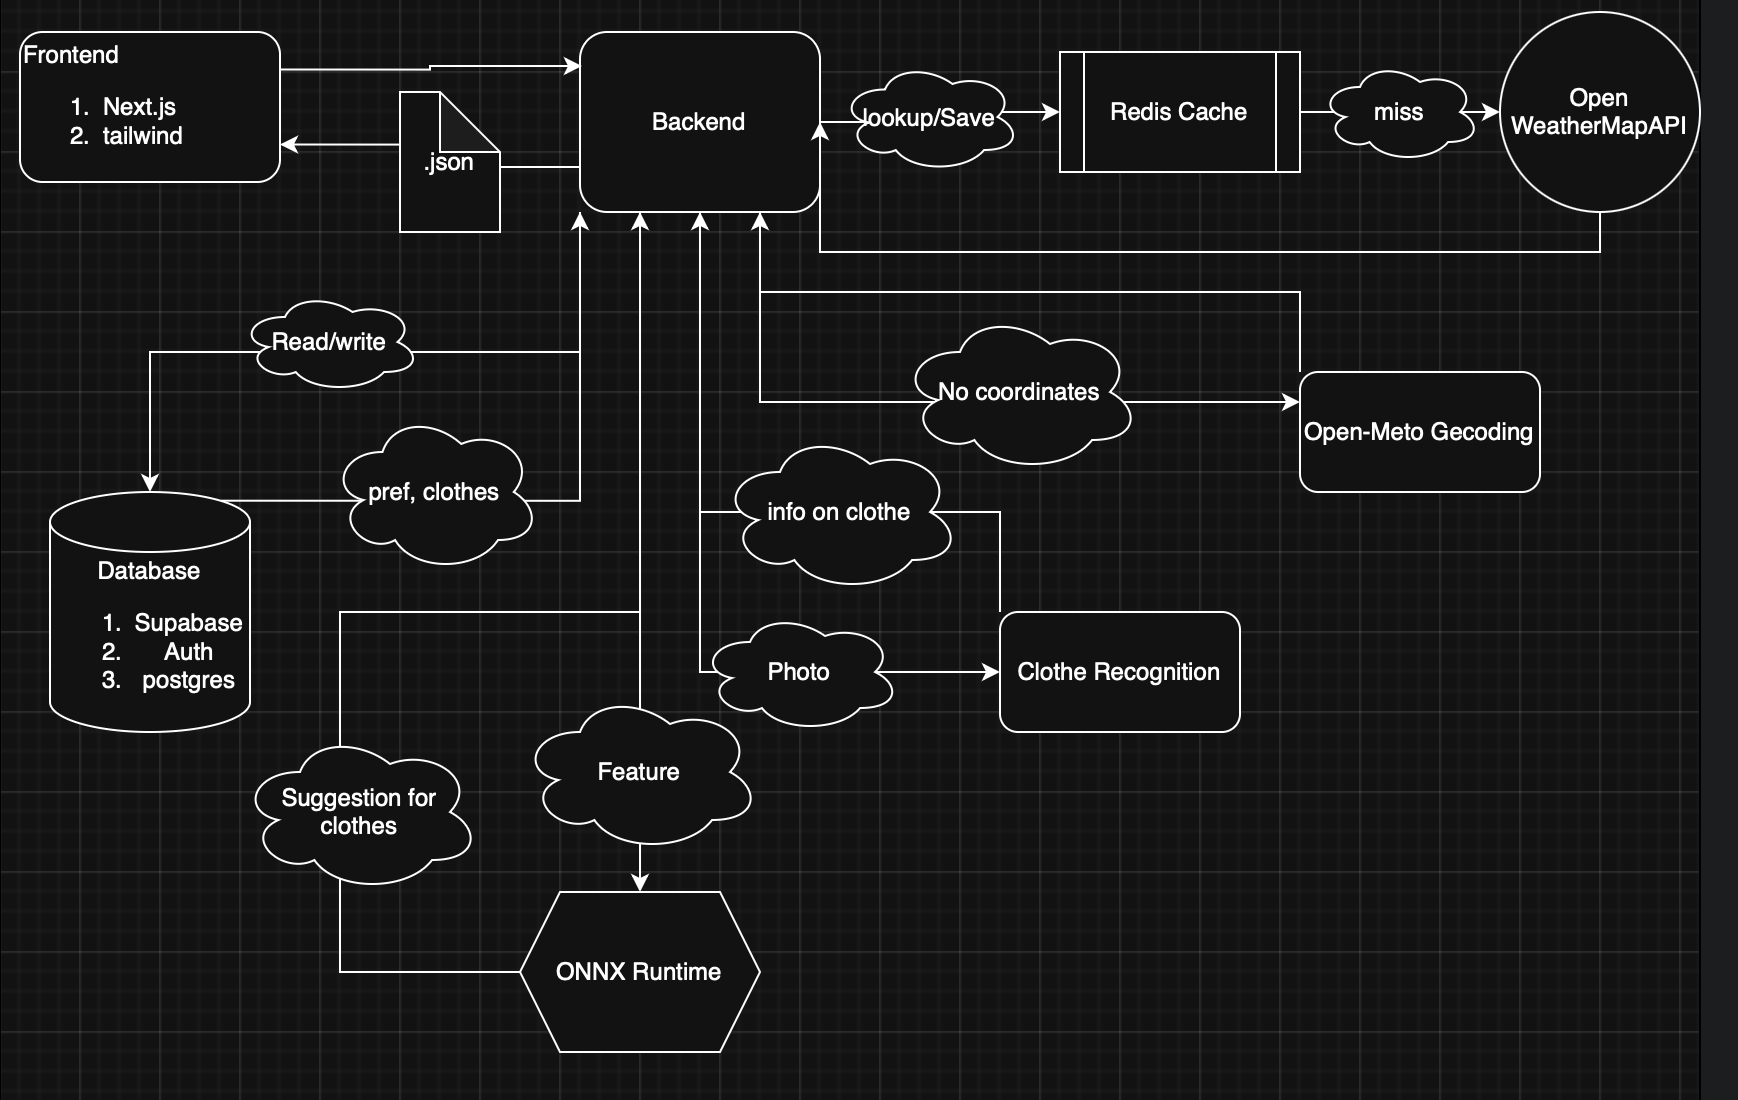 Frontend
1. Next.js
2. tailwind
.json
Backend
lookup/Save
Redis Cache
miss
Open
WeatherMapAPI
Read/write
No coordinates
Open-Meto Gecoding
pref, clothes
info on clothe
Database
1. Supabase
2. Auth
3. postgres
Photo
Clothe Recognition
Feature
Suggestion for
clothes
ONNX Runtime